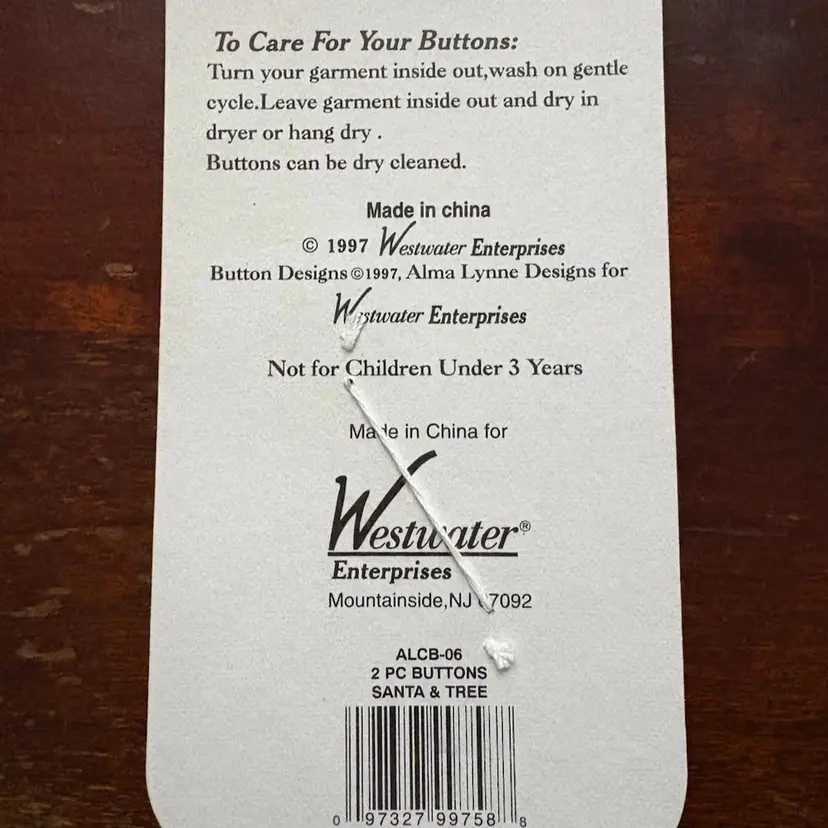 To Care For Your Buttons:
Turn your garment inside out,wash on gentle
cycle.Leave garment inside out and dry in
dryer or hang dry .
Buttons can be dry cleaned.
Made in china
© 1997 Westwater Enterprises
Button Designs ©1997, Alma Lynne Designs for
Westwater Enterprises
Not for Children Under 3 Years
Made in China for
Westwater®
Enterprises
Mountainside,NJ 07092
ALCB-06
2 PC BUTTONS
SANTA & TREE
0 97327 99758 8